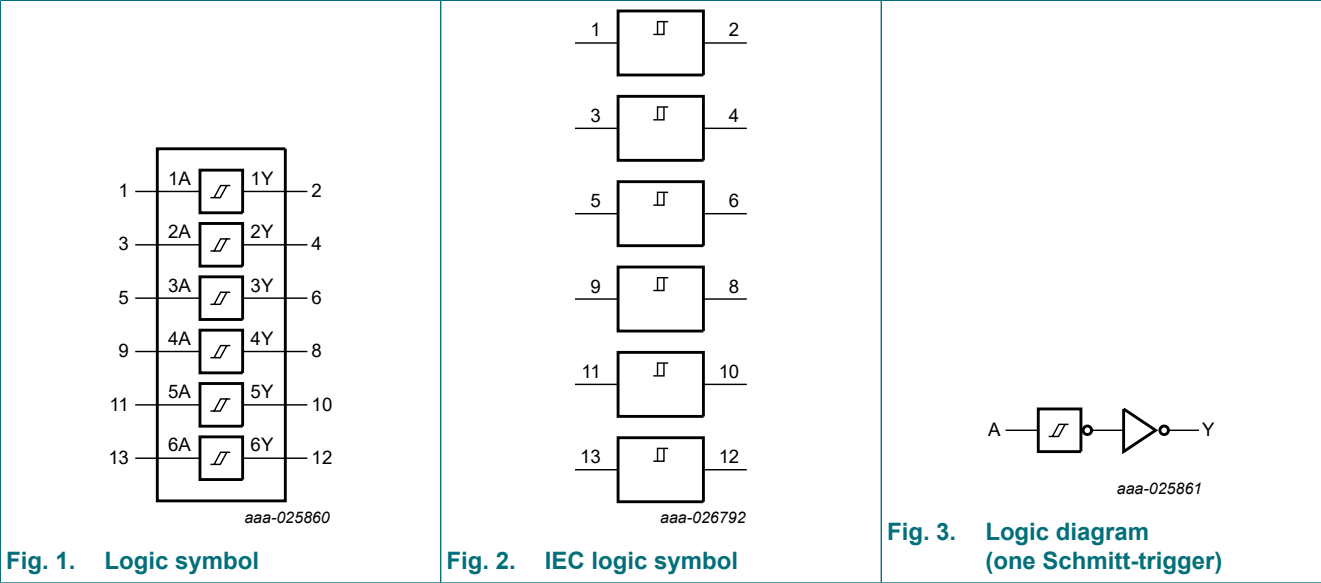 1 1A 1Y 2
3 2A 2Y 4
5 3A 3Y 6
9 4A 4Y 8
11 5A 5Y 10
13 6A 6Y 12
aaa-025860
Fig. 1. Logic symbol
1 2
3 4
5 6
9 8
11 10
13 12
aaa-026792
Fig. 2. IEC logic symbol
A Y
aaa-025861
Fig. 3. Logic diagram
(one Schmitt-trigger)